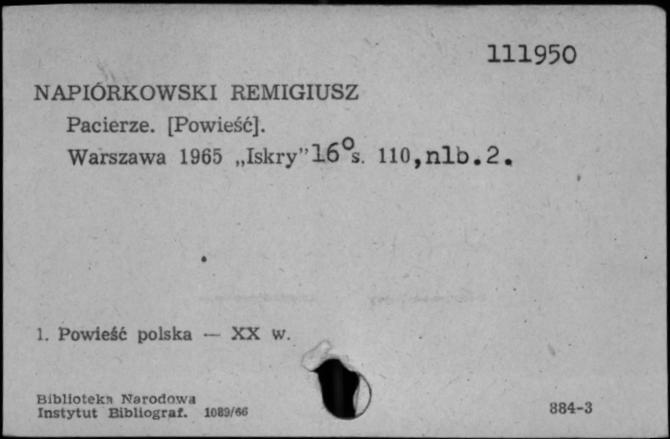 111950
NAPIÓRKOWSKI REMIGIUSZ
Pacierze. [Powieść].
Warszawa 1965 „Iskry” 16° s. 110, nlb. 2.
1. Powieść polska — XX w.
Biblioteka Narodowa
Instytut Bibliograf. 1089/66
884-3